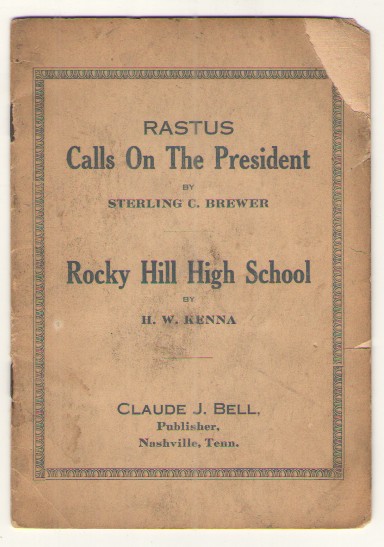 RASTUS
Calls On The President
BY
STERLING C. BREWER
Rocky Hill High School
BY
H. W. KENNA
CLAUDE J. BELL,
Publisher,
Nashville, Tenn.